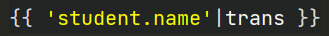 {{ 'student.name'|trans }}